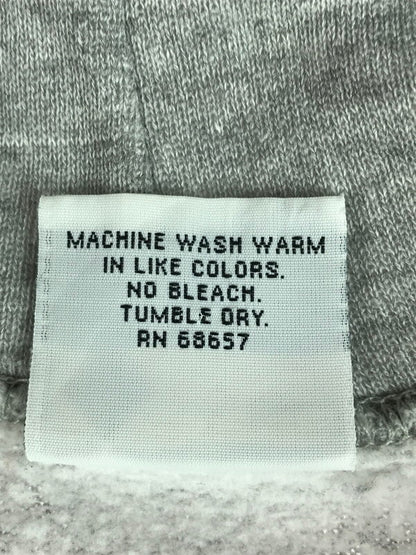 MACHINE WASH WARM
IN LIKE COLORS.
NO BLEACH.
TUMBLE DRY.
RN 68657